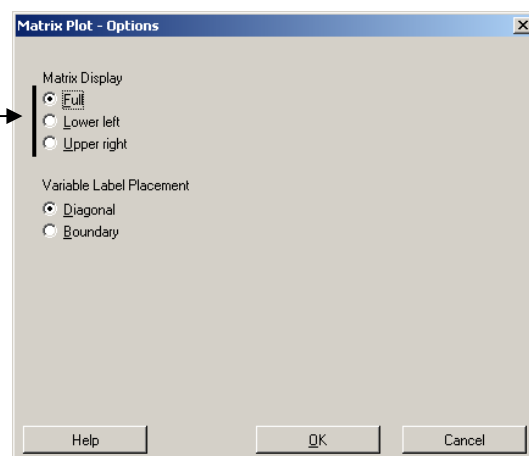 Matrix Plot - Options
Matrix Display
Full
Lower left
Upper right
Variable Label Placement
Diagonal
Boundary
Help
OK
Cancel